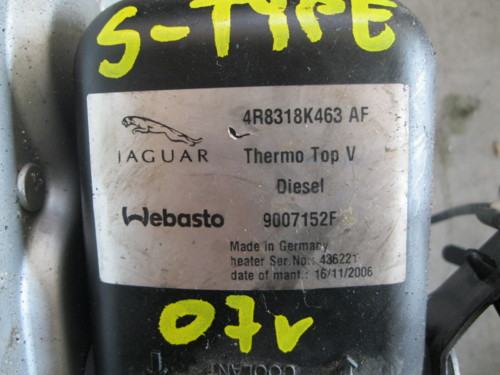 S-TYPE
4R8318K463 AF
JAGUAR
Thermo Top V
Diesel
Webasto
9007152F
Made in Germany
heater Ser.No.: 436221
date of manf.: 16/11/2006
07v
COOLANT